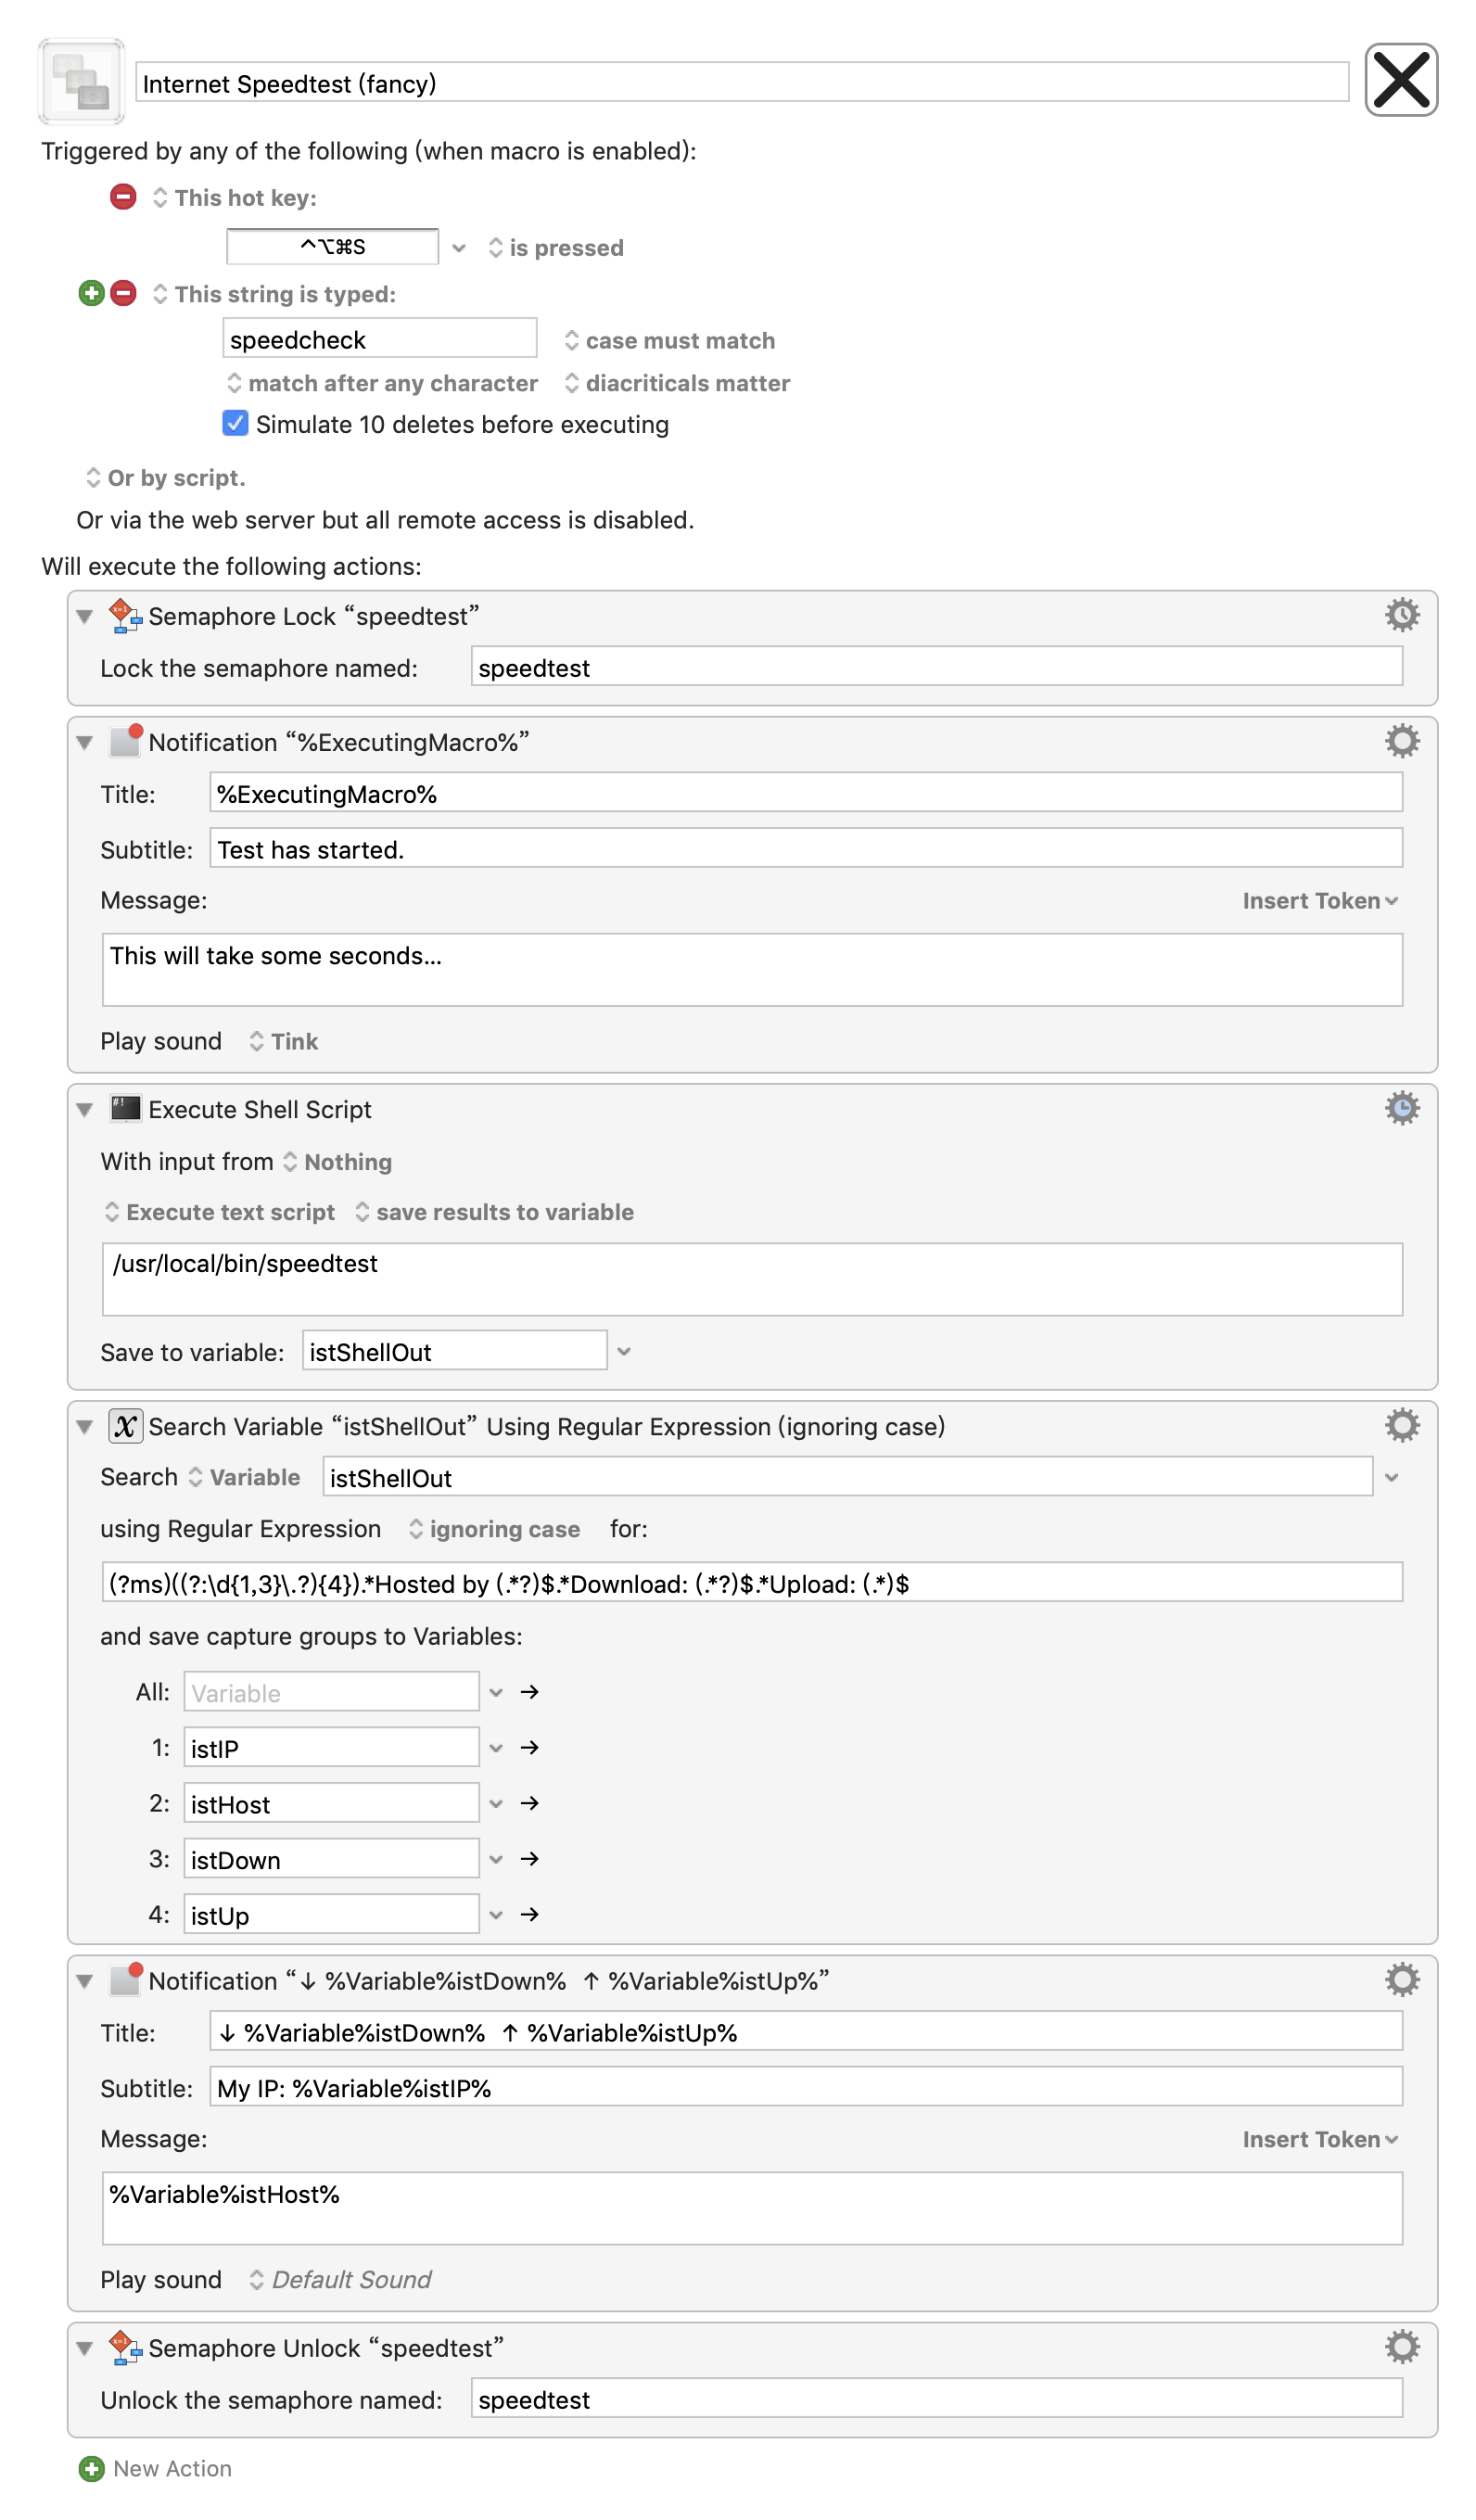 Internet Speedtest (fancy)
Triggered by any of the following (when macro is enabled):
This hot key:
^⌥⌘S is pressed
This string is typed:
speedcheck case must match
match after any character diacriticals matter
Simulate 10 deletes before executing
Or by script.
Or via the web server but all remote access is disabled.
Will execute the following actions:
Semaphore Lock “speedtest”
Lock the semaphore named: speedtest
Notification “%ExecutingMacro%”
Title: %ExecutingMacro%
Subtitle: Test has started.
Message: Insert Token
This will take some seconds...
Play sound Tink
#! Execute Shell Script
With input from Nothing
Execute text script save results to variable
/usr/local/bin/speedtest
Save to variable: istShellOut
X Search Variable “istShellOut” Using Regular Expression (ignoring case)
Search Variable istShellOut
using Regular Expression ignoring case for:
(?ms)((?:\d{1,3}\.?){4}).*Hosted by (.*?)$.*Download: (.*?)$.*Upload: (.*)$
and save capture groups to Variables:
All: Variable →
1: istIP →
2: istHost →
3: istDown →
4: istUp →
Notification “↓ %Variable%istDown% ↑ %Variable%istUp%”
Title: ↓ %Variable%istDown% ↑ %Variable%istUp%
Subtitle: My IP: %Variable%istIP%
Message: Insert Token
%Variable%istHost%
Play sound Default Sound
Semaphore Unlock “speedtest”
Unlock the semaphore named: speedtest
New Action